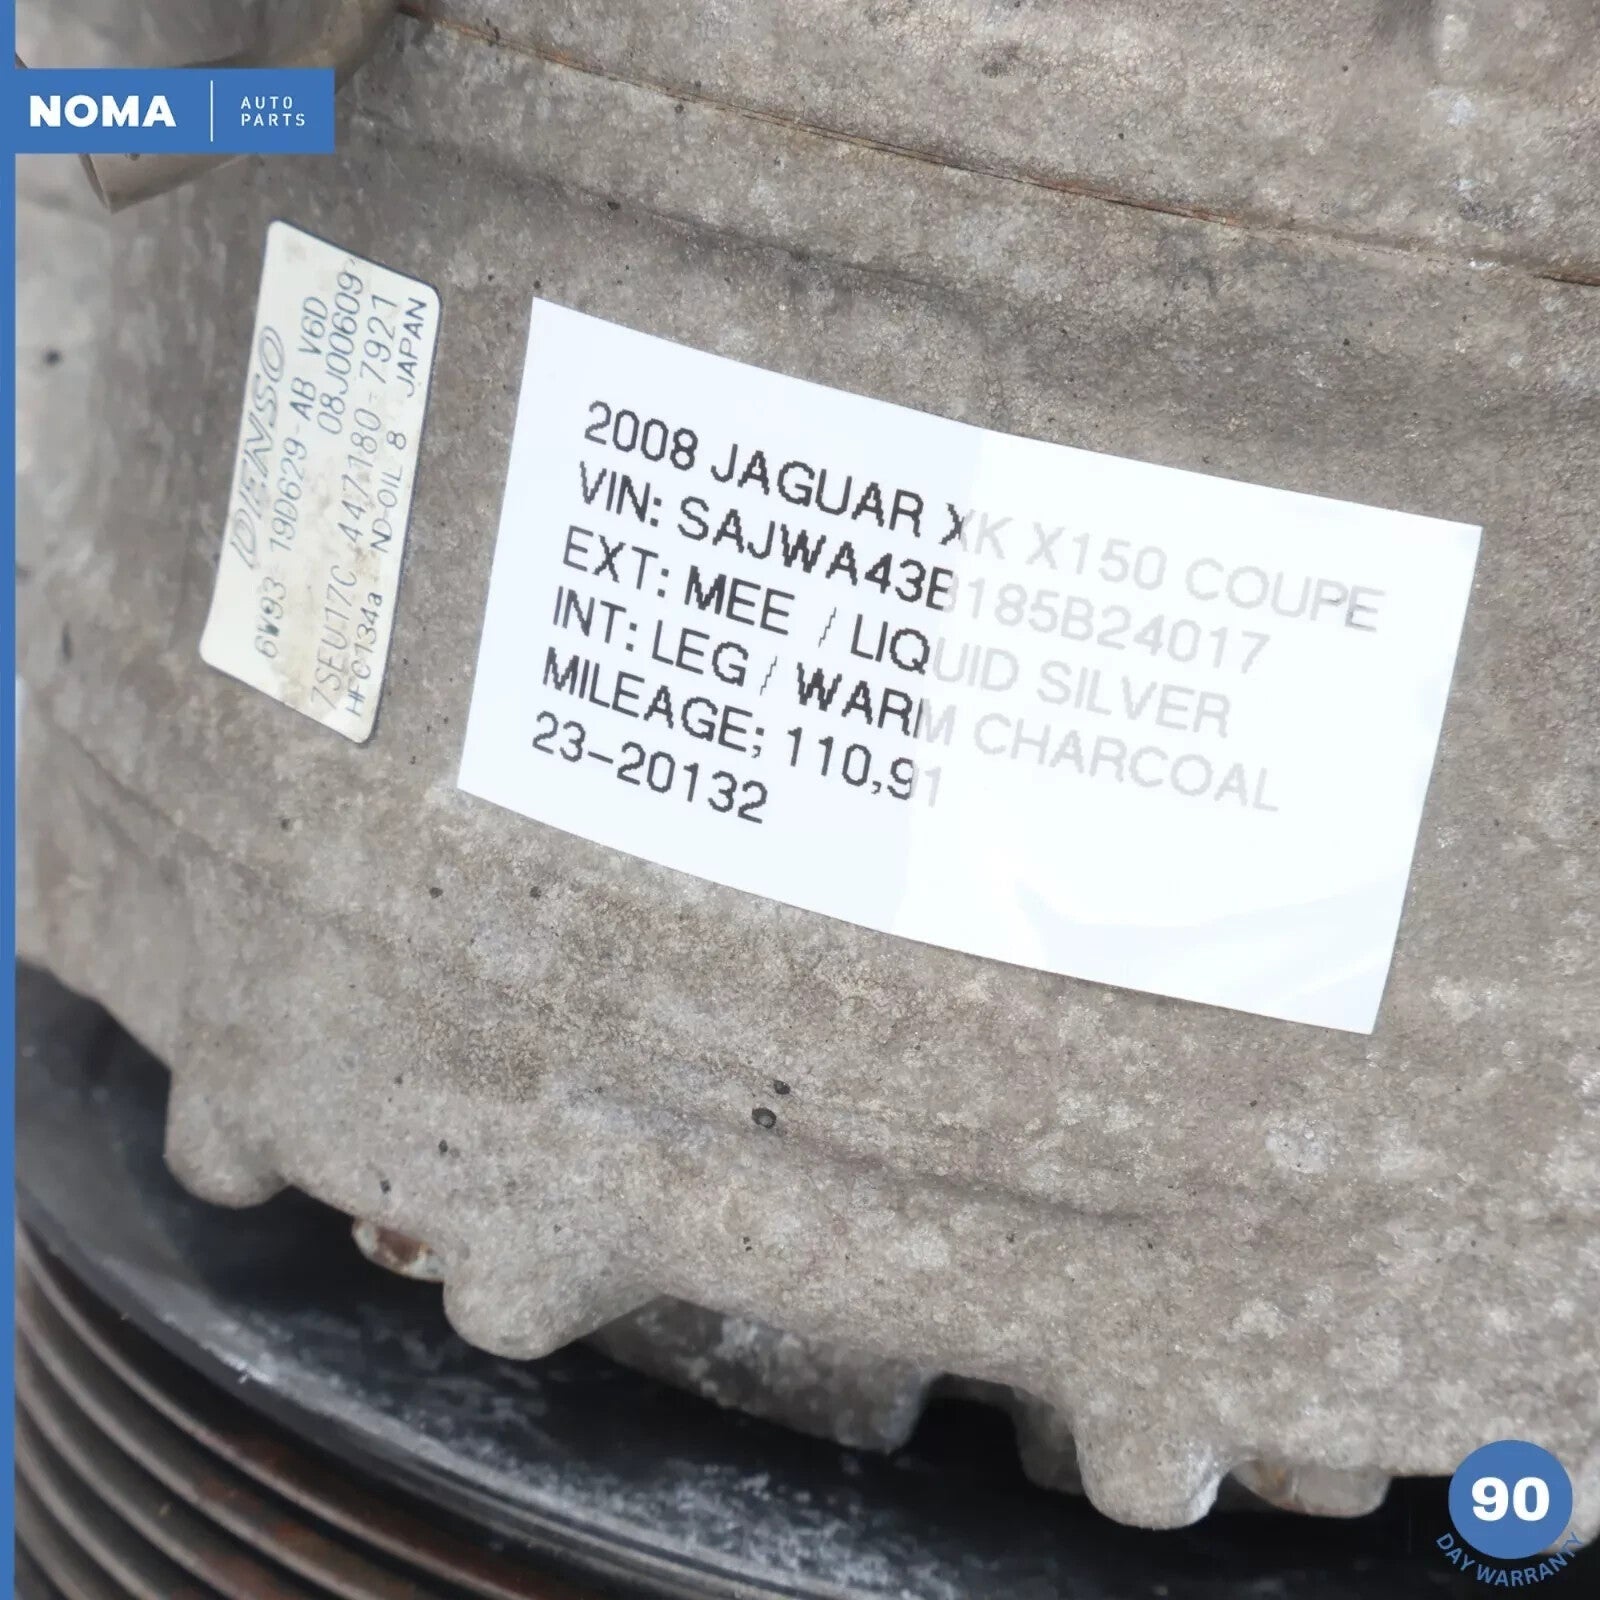 NOMA
AUTO
PARTS
DENSO
6W93-19D629-AB V6D
08J00609
7SEU17C 447180-7921
HFC134a ND-OIL 8 JAPAN
2008 JAGUAR XK X150 COUPE
VIN: SAJWA43B185B24017
EXT: MEE / LIQUID SILVER
INT: LEG / WARM CHARCOAL
MILEAGE; 110,91
23-20132
90
DAY WARRANTY